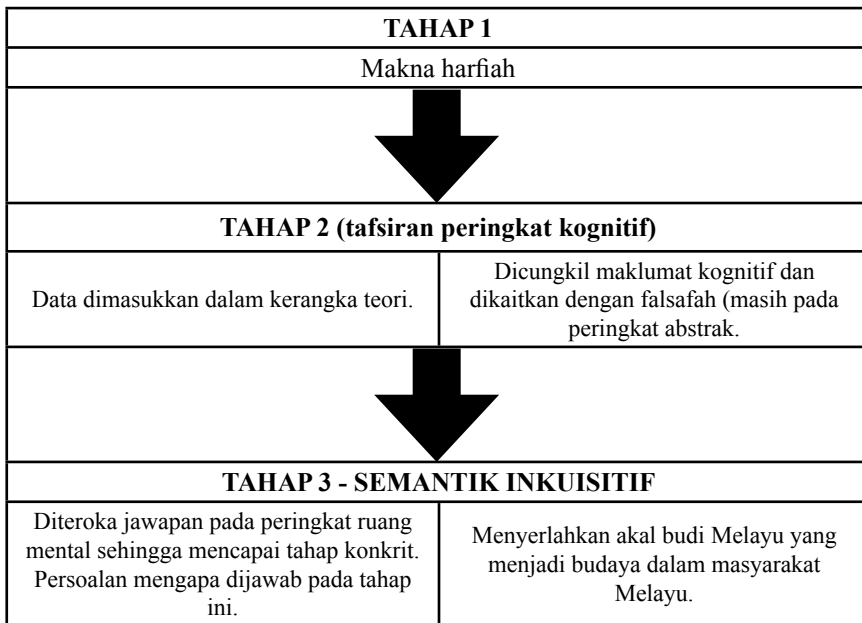 TAHAP 1
Makna harfiah
TAHAP 2 (tafsiran peringkat kognitif)
Data dimasukkan dalam kerangka teori.
Dicungkil maklumat kognitif dan
dikaitkan dengan falsafah (masih pada
peringkat abstrak.
TAHAP 3 - SEMANTIK INKUISITIF
Diteroka jawapan pada peringkat ruang
mental sehingga mencapai tahap konkrit.
Persoalan mengapa dijawab pada tahap
ini.
Menyerlahkan akal budi Melayu yang
menjadi budaya dalam masyarakat
Melayu.